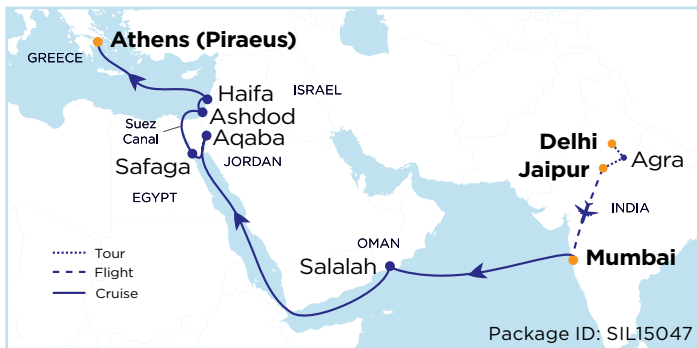 Athens (Piraeus)
GREECE
Haifa
ISRAEL
Ashdod
Suez
Canal
Aqaba
Safaga
JORDAN
EGYPT
Delhi
Jaipur
Agra
INDIA
OMAN
Salalah
Mumbai
Tour
Flight
Cruise
Package ID: SIL15047